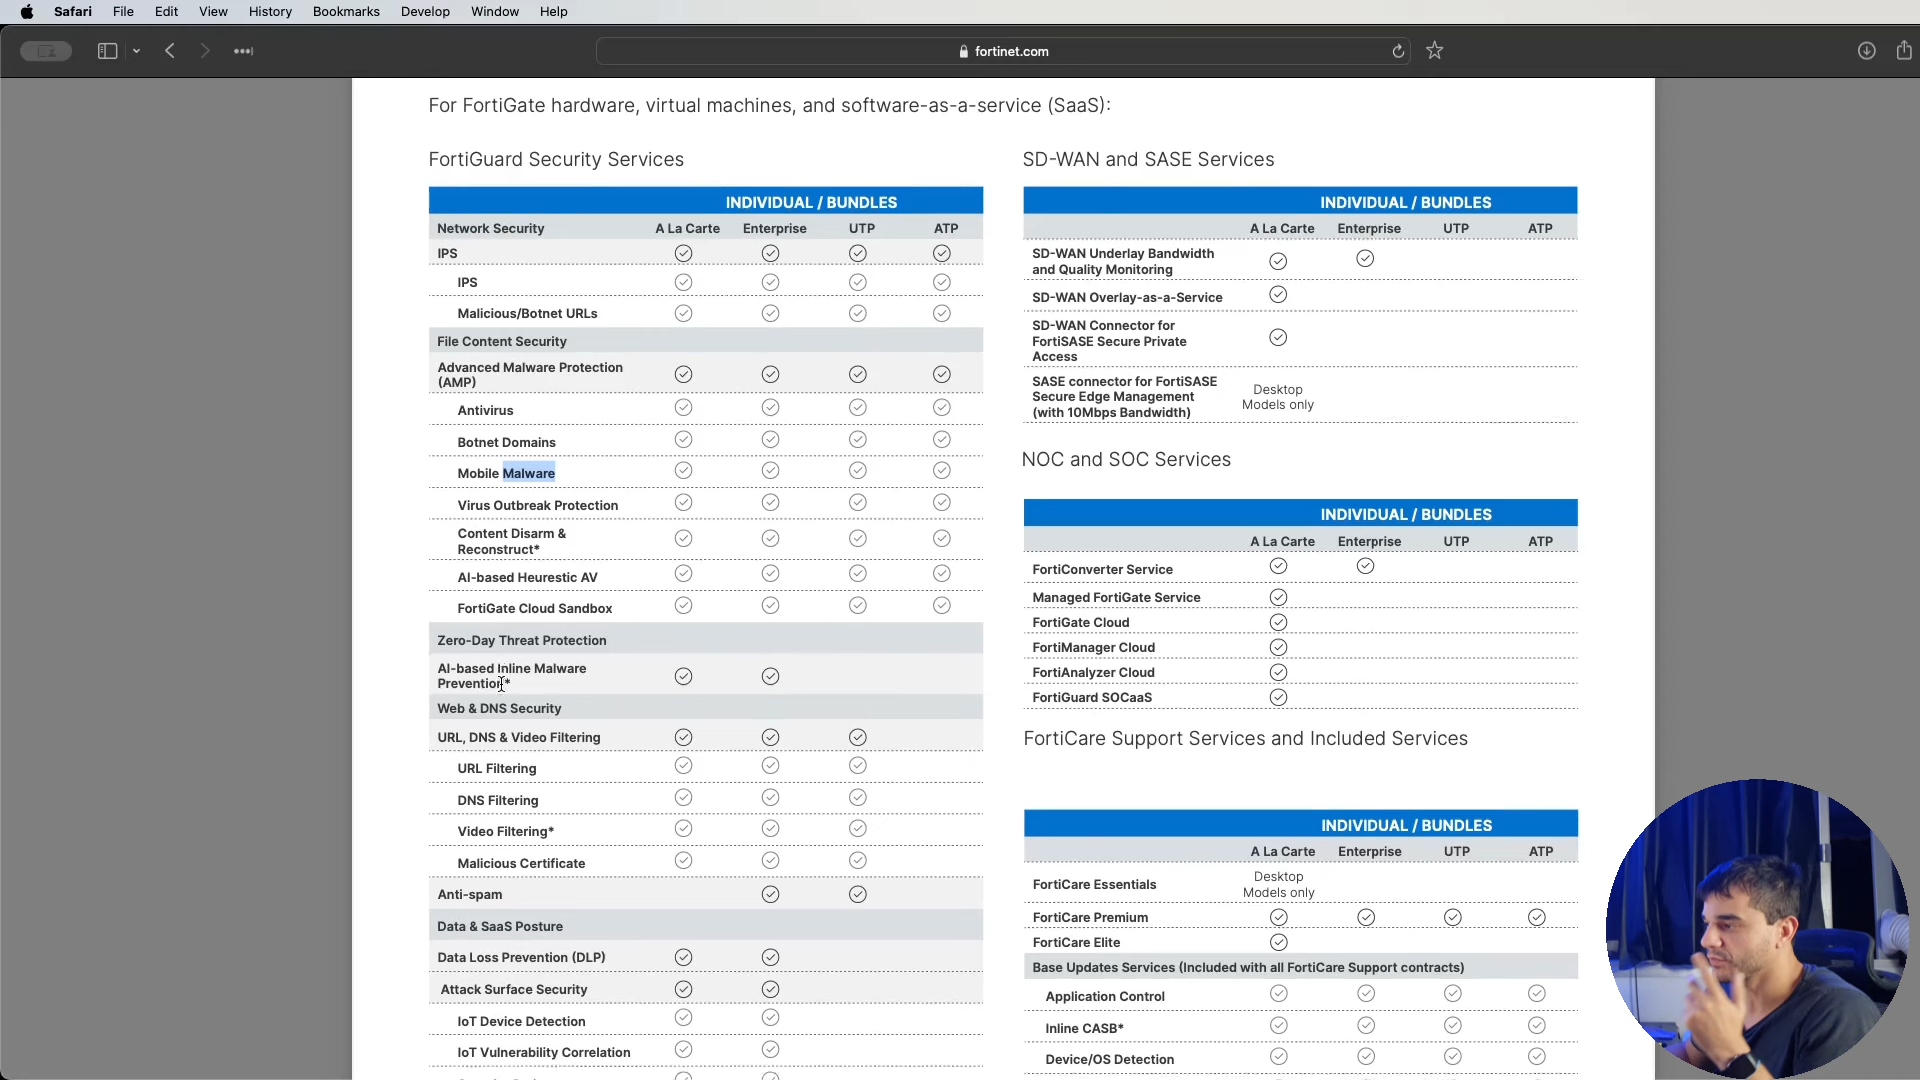 Safari File Edit View History Bookmarks Develop Window Help
fortinet.com
For FortiGate hardware, virtual machines, and software-as-a-service (SaaS):
FortiGuard Security Services
INDIVIDUAL / BUNDLES
Network Security A La Carte Enterprise UTP ATP
IPS
IPS
Malicious/Botnet URLs
File Content Security
Advanced Malware Protection
(AMP)
Antivirus
Botnet Domains
Mobile Malware
Virus Outbreak Protection
Content Disarm &
Reconstruct*
AI-based Heurestic AV
FortiGate Cloud Sandbox
Zero-Day Threat Protection
AI-based Inline Malware
Prevention*
Web & DNS Security
URL, DNS & Video Filtering
URL Filtering
DNS Filtering
Video Filtering*
Malicious Certificate
Anti-spam
Data & SaaS Posture
Data Loss Prevention (DLP)
Attack Surface Security
IoT Device Detection
IoT Vulnerability Correlation
SD-WAN and SASE Services
INDIVIDUAL / BUNDLES
A La Carte Enterprise UTP ATP
SD-WAN Underlay Bandwidth
and Quality Monitoring
SD-WAN Overlay-as-a-Service
SD-WAN Connector for
FortiSASE Secure Private
Access
SASE connector for FortiSASE
Secure Edge Management
(with 10Mbps Bandwidth)
Desktop
Models only
NOC and SOC Services
INDIVIDUAL / BUNDLES
A La Carte Enterprise UTP ATP
FortiConverter Service
Managed FortiGate Service
FortiGate Cloud
FortiManager Cloud
FortiAnalyzer Cloud
FortiGuard SOCaaS
FortiCare Support Services and Included Services
INDIVIDUAL / BUNDLES
A La Carte Enterprise UTP ATP
FortiCare Essentials
Desktop
Models only
FortiCare Premium
FortiCare Elite
Base Updates Services (Included with all FortiCare Support contracts)
Application Control
Inline CASB*
Device/OS Detection